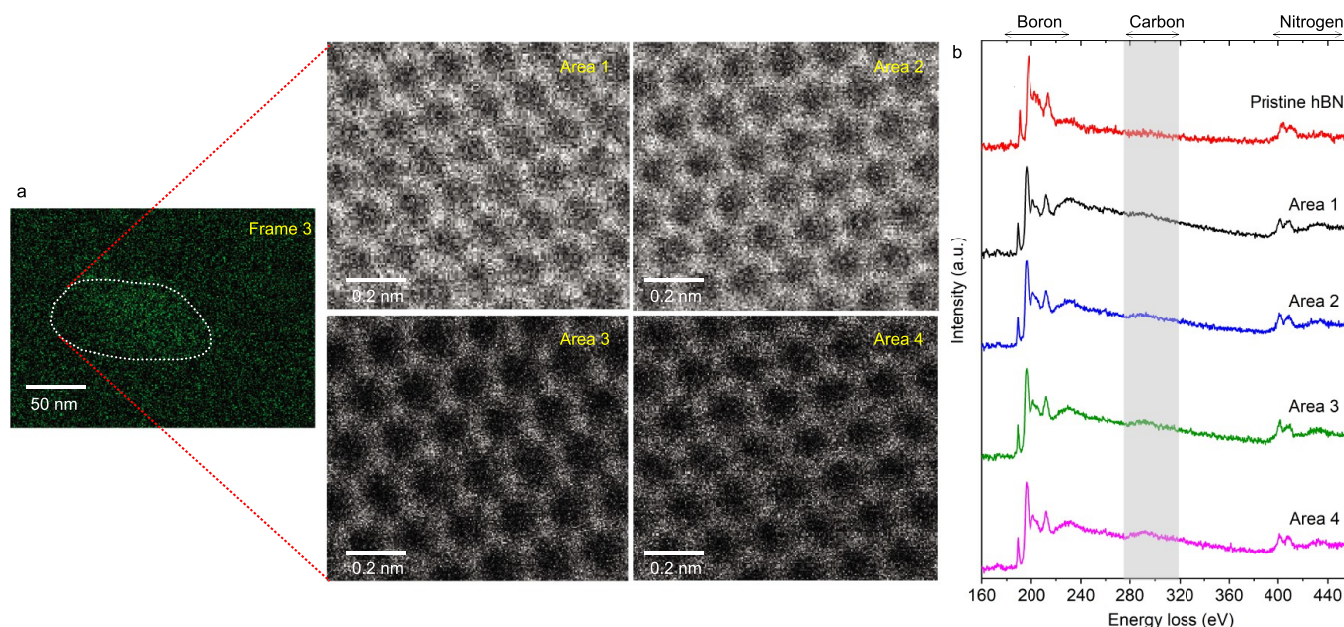 a
Frame 3
50 nm
Area 1
0.2 nm
Area 2
0.2 nm
Area 3
0.2 nm
Area 4
0.2 nm
b
Boron
Carbon
Nitrogen
Pristine hBN
Area 1
Area 2
Area 3
Area 4
Intensity (a.u.)
160 200 240 280 320 360 400 440
Energy loss (eV)